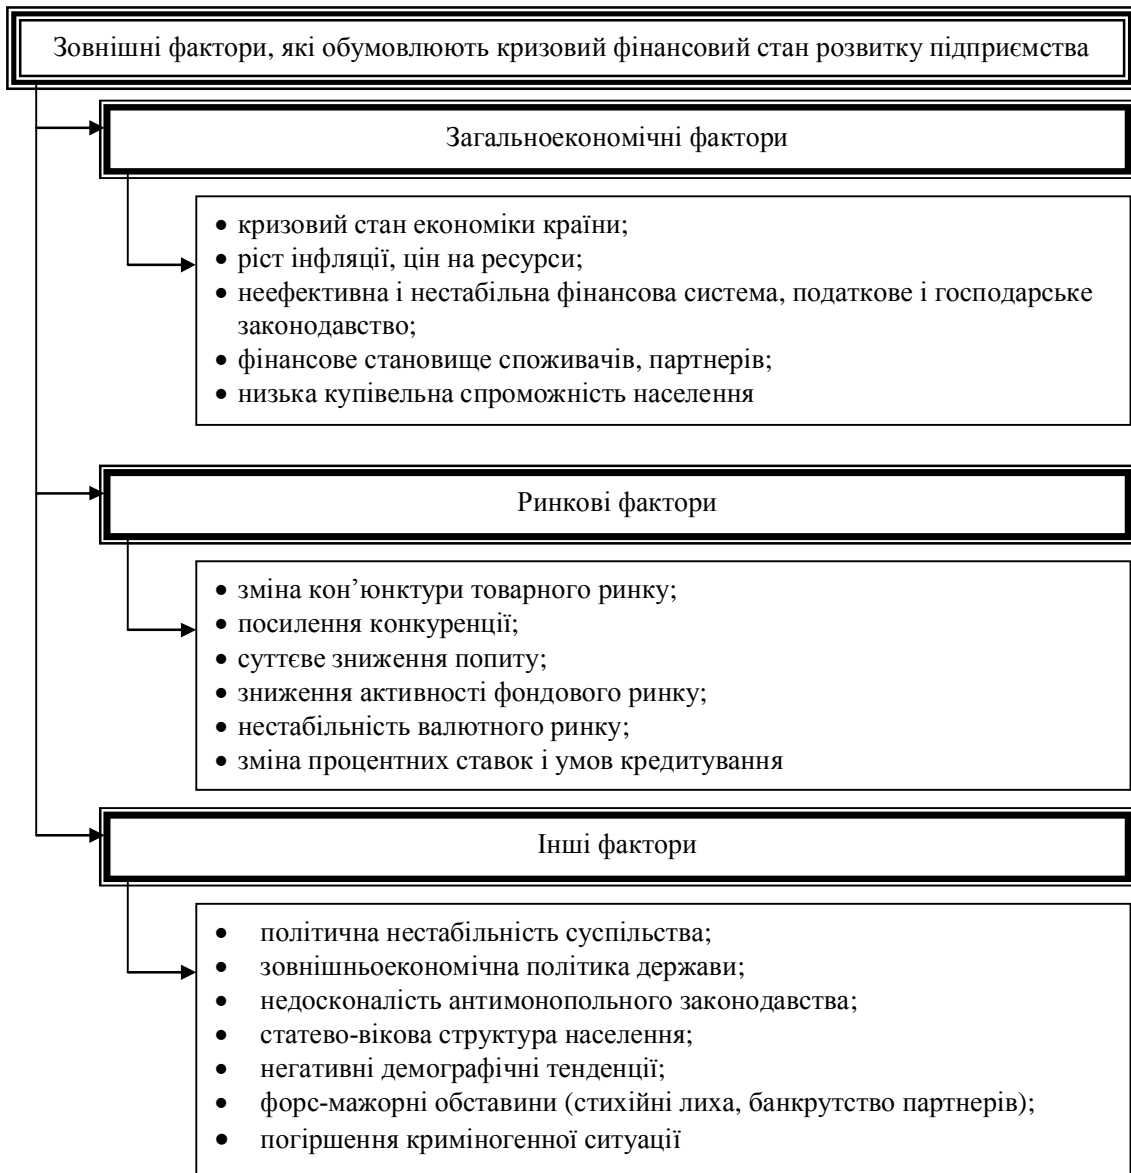 Зовнішні фактори, які обумовлюють кризовий фінансовий стан розвитку підприємства
Загальноекономічні фактори
• кризовий стан економіки країни;
• ріст інфляції, цін на ресурси;
• неефективна і нестабільна фінансова система, податкове і господарське
законодавство;
• фінансове становище споживачів, партнерів;
• низька купівельна спроможність населення
Ринкові фактори
• зміна кон’юнктури товарного ринку;
• посилення конкуренції;
• суттєве зниження попиту;
• зниження активності фондового ринку;
• нестабільність валютного ринку;
• зміна процентних ставок і умов кредитування
Інші фактори
• політична нестабільність суспільства;
• зовнішньоекономічна політика держави;
• недосконалість антимонопольного законодавства;
• статево-вікова структура населення;
• негативні демографічні тенденції;
• форс-мажорні обставини (стихійні лиха, банкрутство партнерів);
• погіршення криміногенної ситуації